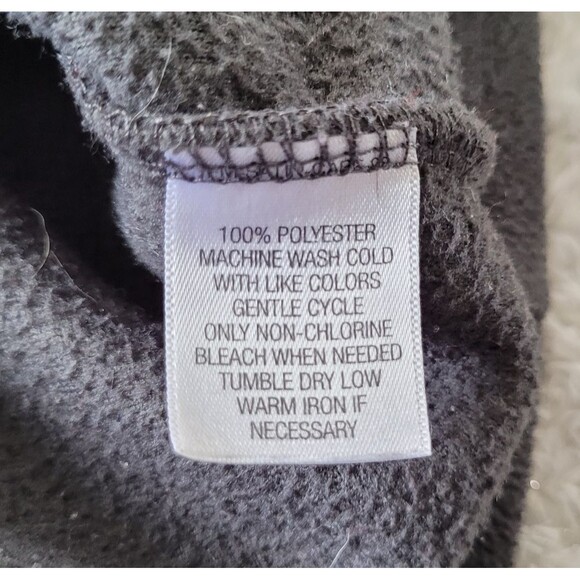 100% POLYESTER
MACHINE WASH COLD
WITH LIKE COLORS
GENTLE CYCLE
ONLY NON-CHLORINE
BLEACH WHEN NEEDED
TUMBLE DRY LOW
WARM IRON IF
NECESSARY